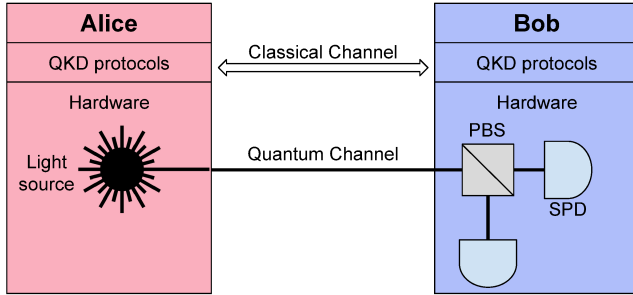 Alice
QKD protocols
Hardware
Light
source
Classical Channel
Quantum Channel
Bob
QKD protocols
Hardware
PBS
SPD